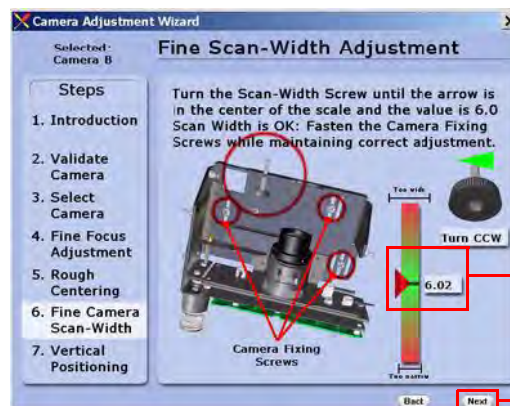 Camera Adjustment Wizard
Selected:
Camera B
Fine Scan-Width Adjustment
Steps
1. Introduction
2. Validate
Camera
3. Select
Camera
4. Fine Focus
Adjustment
5. Rough
Centering
6. Fine Camera
Scan-Width
7. Vertical
Positioning
Turn the Scan-Width Screw until the arrow is
in the center of the scale and the value is 6.0
Scan Width is OK: Fasten the Camera Fixing
Screws while maintaining correct adjustment.
Too wide
Turn CCW
6.02
Camera Fixing
Screws
Too narrow
Back
Next